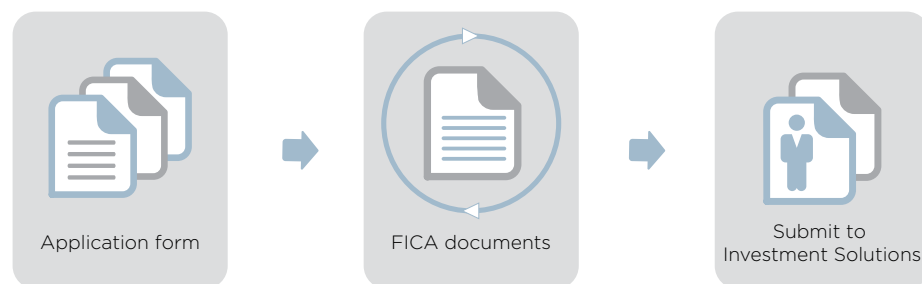 Application form
FICA documents
Submit to
Investment Solutions